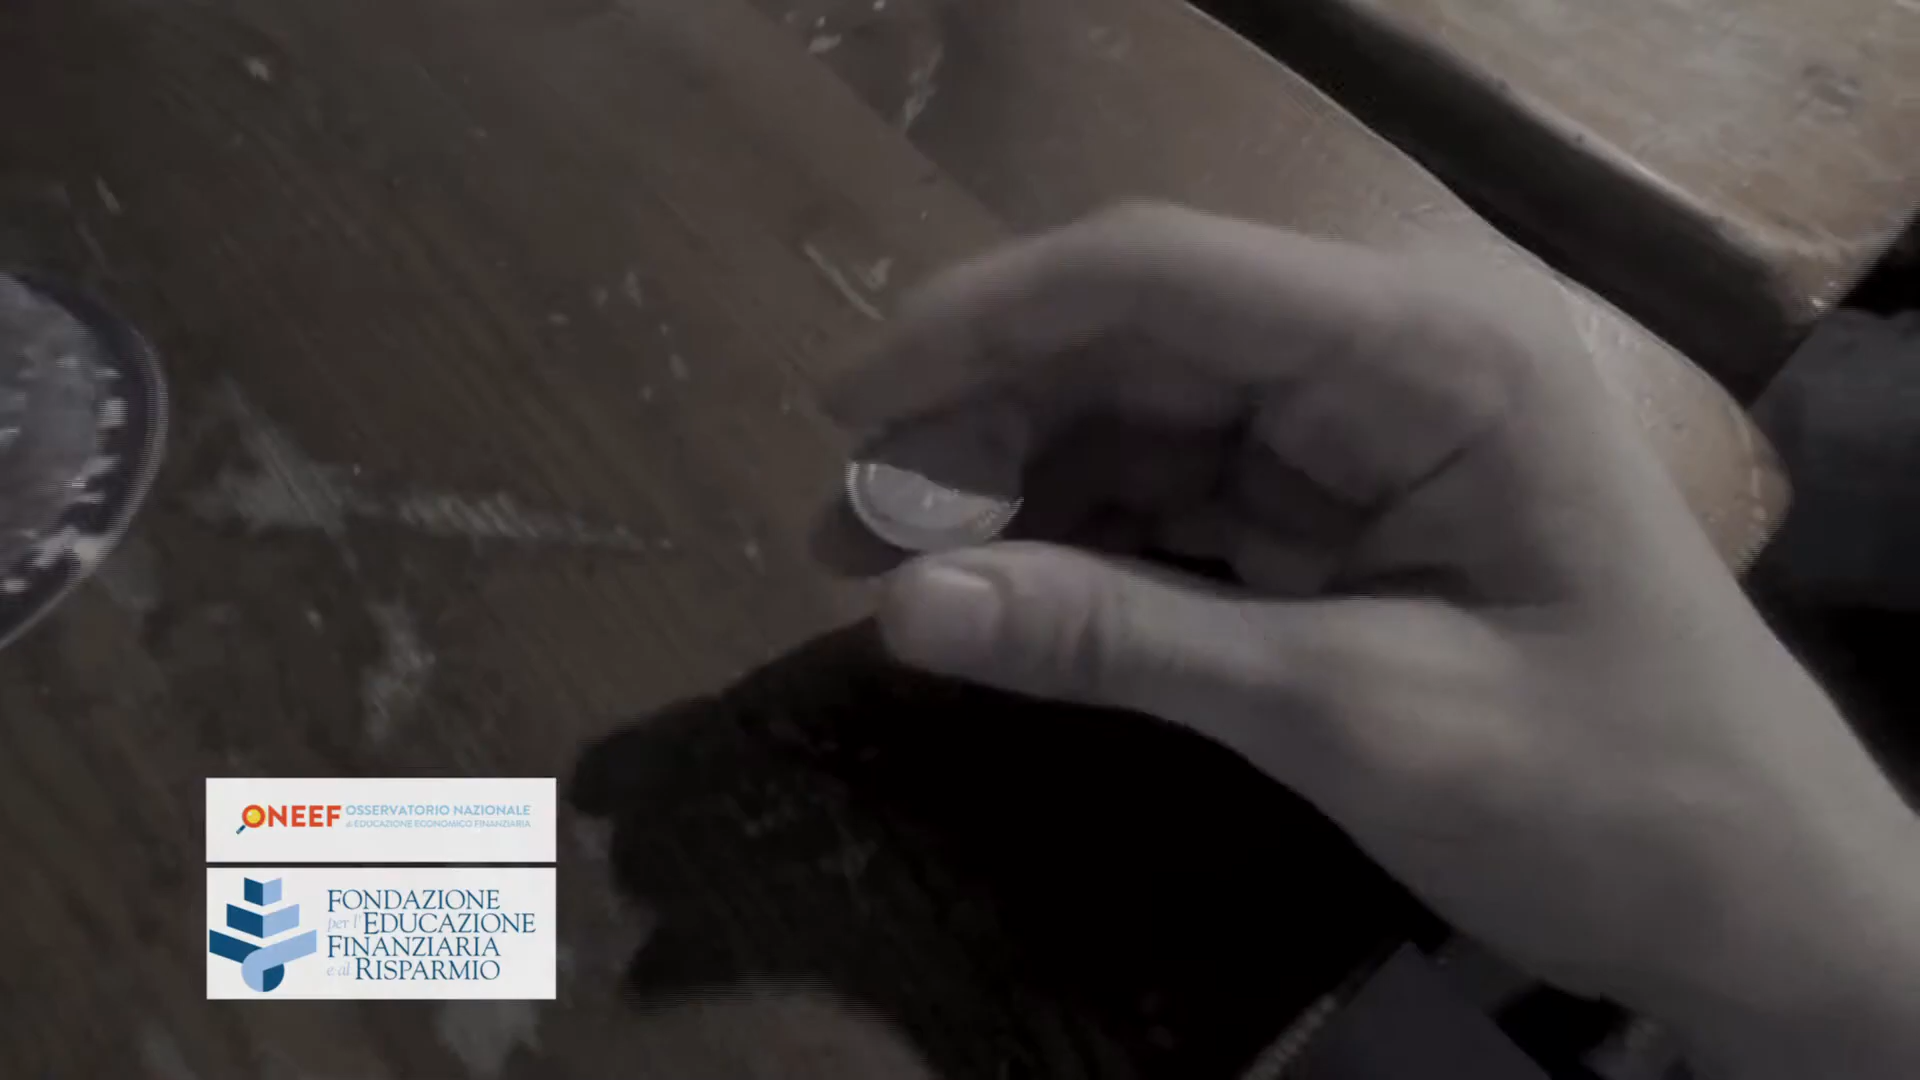 ONEEF OSSERVATORIO NAZIONALE
di EDUCAZIONE ECONOMICO FINANZIARIA
FONDAZIONE
per l'EDUCAZIONE
FINANZIARIA
e al RISPARMIO